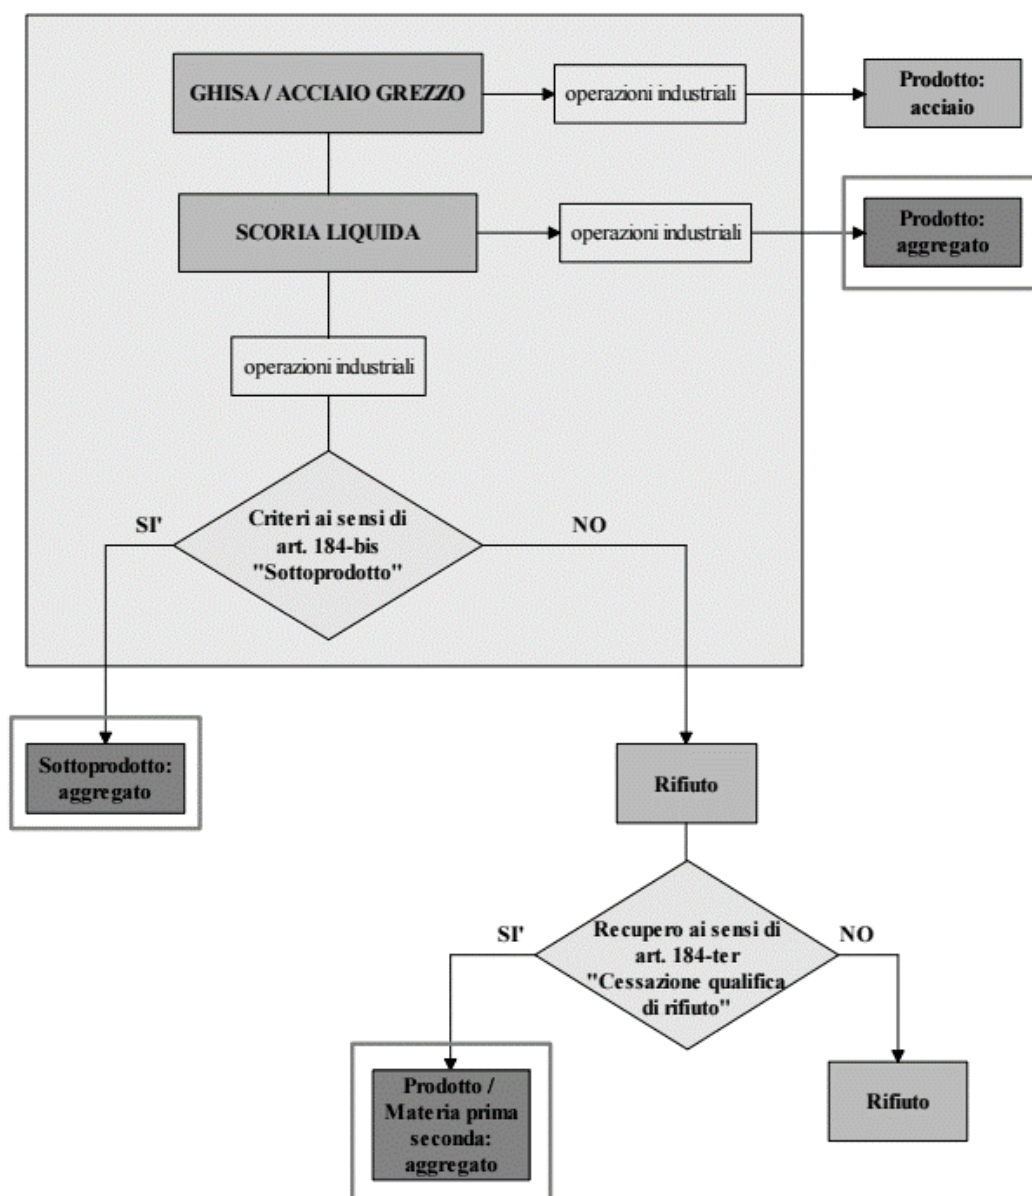 GHISA / ACCIAIO GREZZO
operazioni industriali
Prodotto:
acciaio
SCORIA LIQUIDA
operazioni industriali
Prodotto:
aggregato
operazioni industriali
SI'
Criteri ai sensi di
art. 184-bis
"Sottoprodotto"
NO
Sottoprodotto:
aggregato
Rifiuto
SI'
Recupero ai sensi di
art. 184-ter
"Cessazione qualifica
di rifiuto"
NO
Prodotto /
Materia prima
seconda:
aggregato
Rifiuto